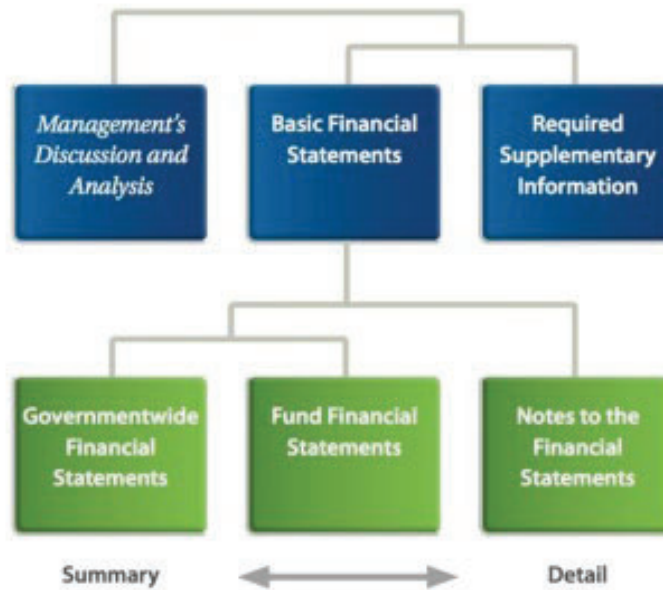 Management's
Discussion and
Analysis
Basic Financial
Statements
Required
Supplementary
Information
Governmentwide
Financial
Statements
Fund Financial
Statements
Notes to the
Financial
Statements
Summary
Detail